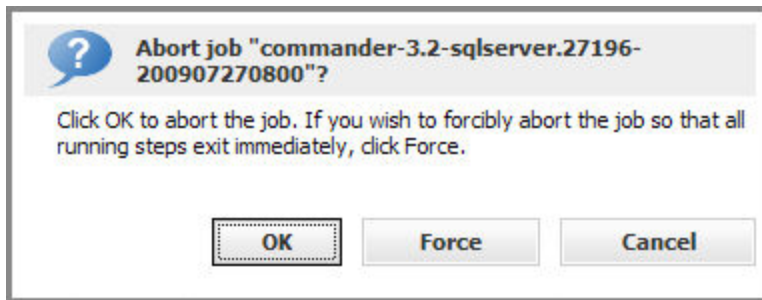 Abort job "commander-3.2-sqlserver.27196-
200907270800"?
Click OK to abort the job. If you wish to forcibly abort the job so that all
running steps exit immediately, click Force.
OK Force Cancel